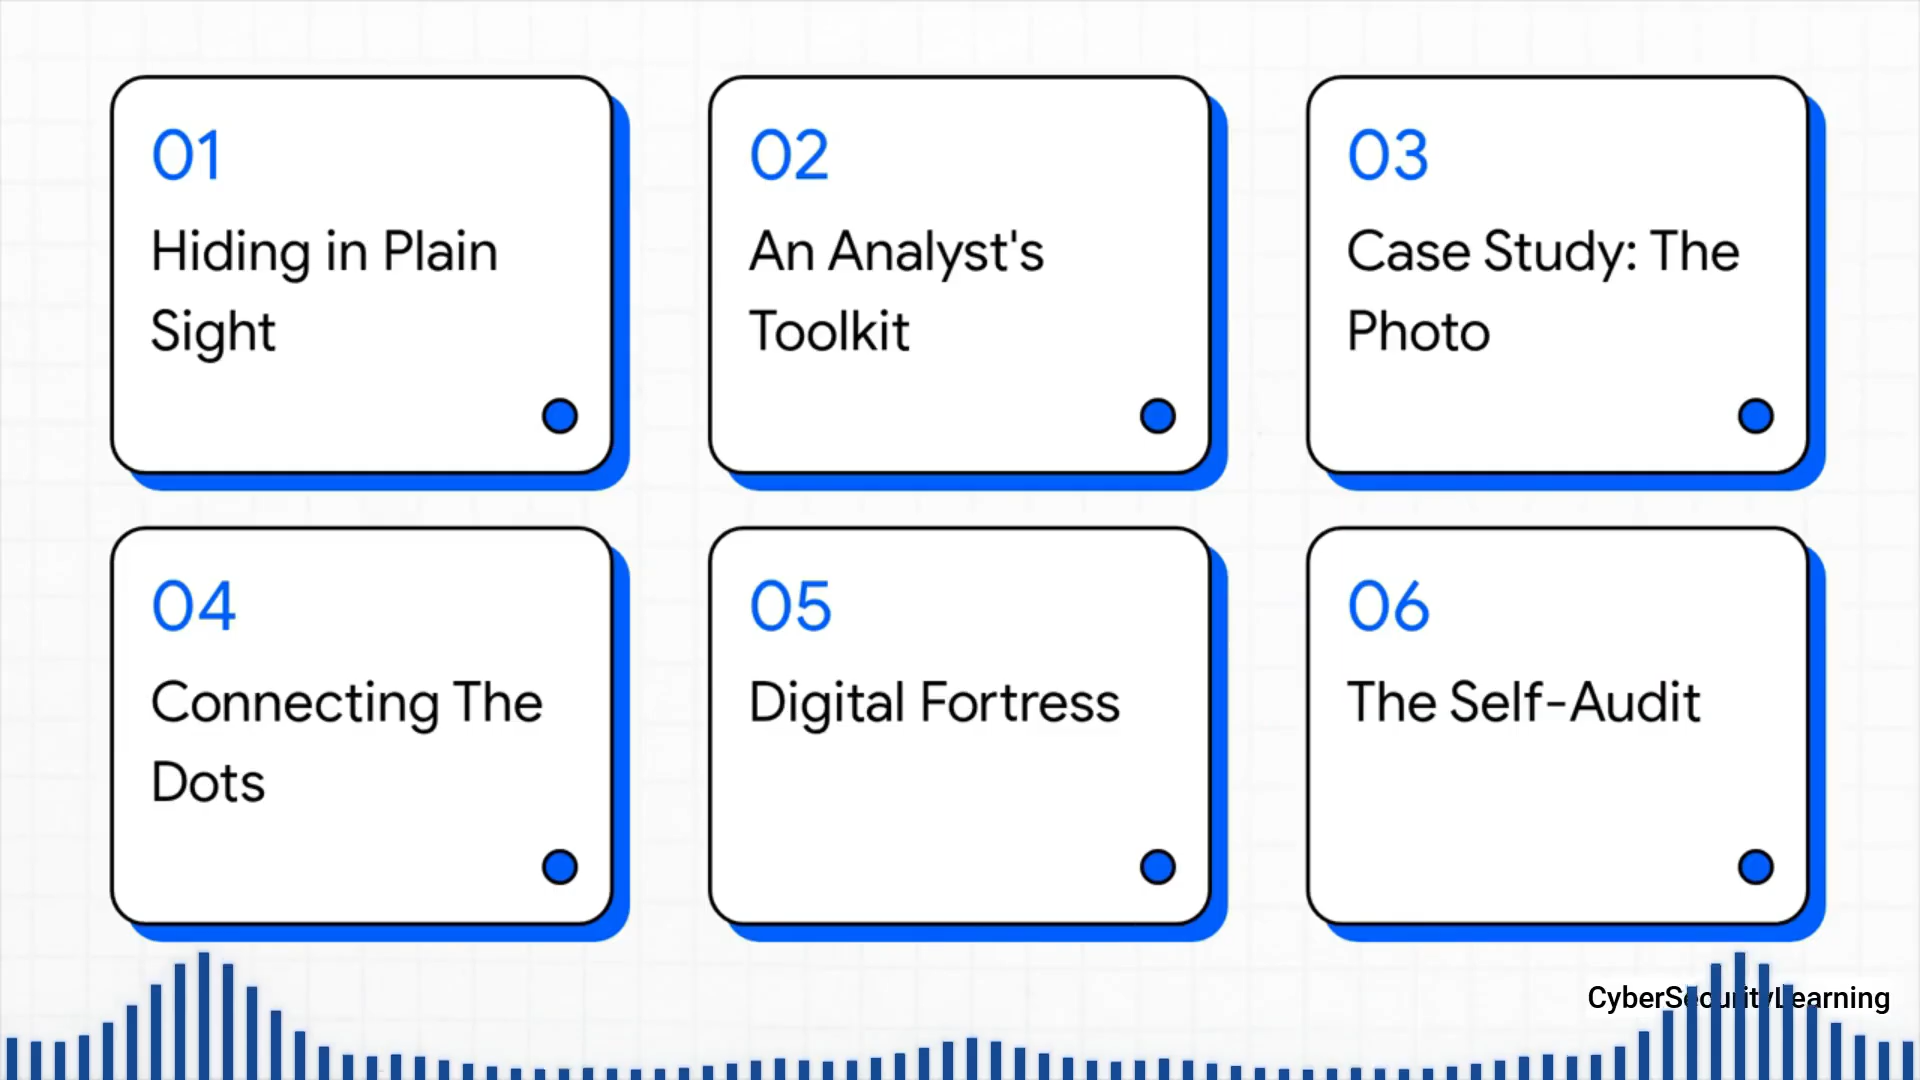 01
Hiding in Plain
Sight
02
An Analyst's
Toolkit
03
Case Study: The
Photo
04
Connecting The
Dots
05
Digital Fortress
06
The Self-Audit
CyberSecurityLearning